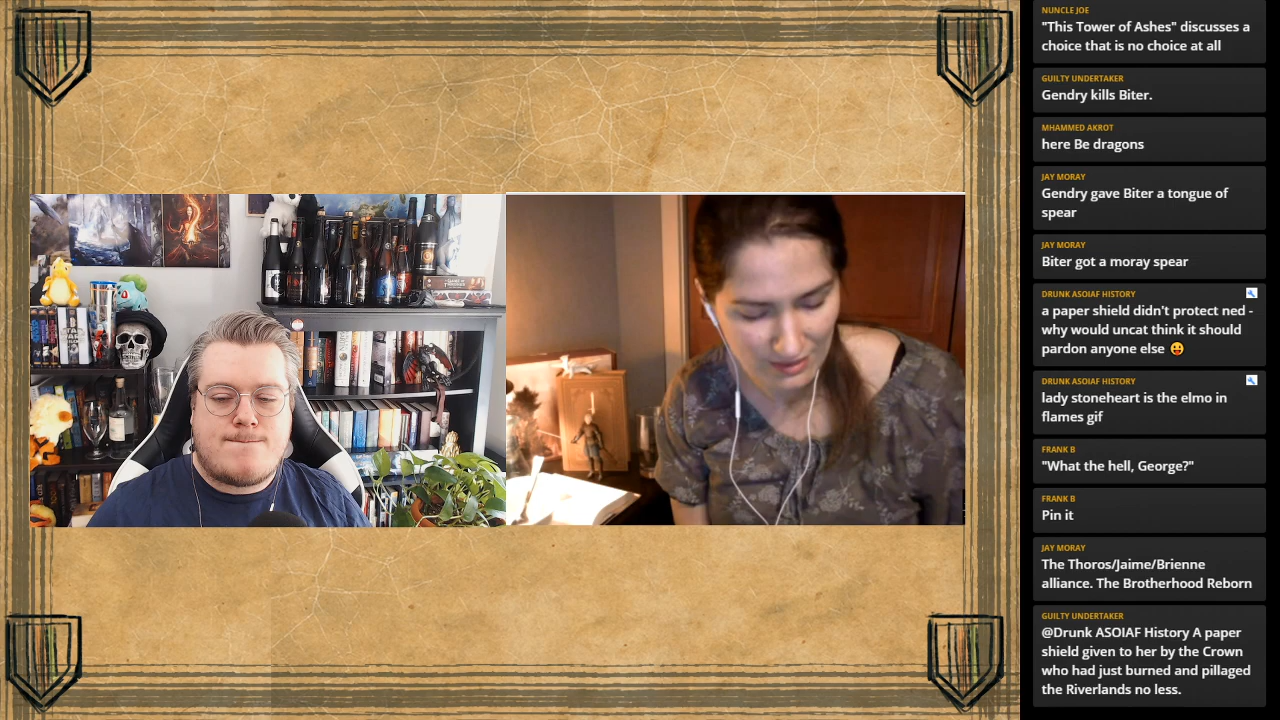 NUNCLE JOE
"This Tower of Ashes" discusses a
choice that is no choice at all
GUILTY UNDERTAKER
Gendry kills Biter.
MHAMMED AKROT
here Be dragons
JAY MORAY
Gendry gave Biter a tongue of
spear
JAY MORAY
Biter got a moray spear
DRUNK ASOIAF HISTORY
a paper shield didn't protect ned -
why would uncat think it should
pardon anyone else 😛
DRUNK ASOIAF HISTORY
lady stoneheart is the elmo in
flames gif
FRANK B
"What the hell, George?"
FRANK B
Pin it
JAY MORAY
The Thoros/Jaime/Brienne
alliance. The Brotherhood Reborn
GUILTY UNDERTAKER
@Drunk ASOIAF History A paper
shield given to her by the Crown
who had just burned and pillaged
the Riverlands no less.